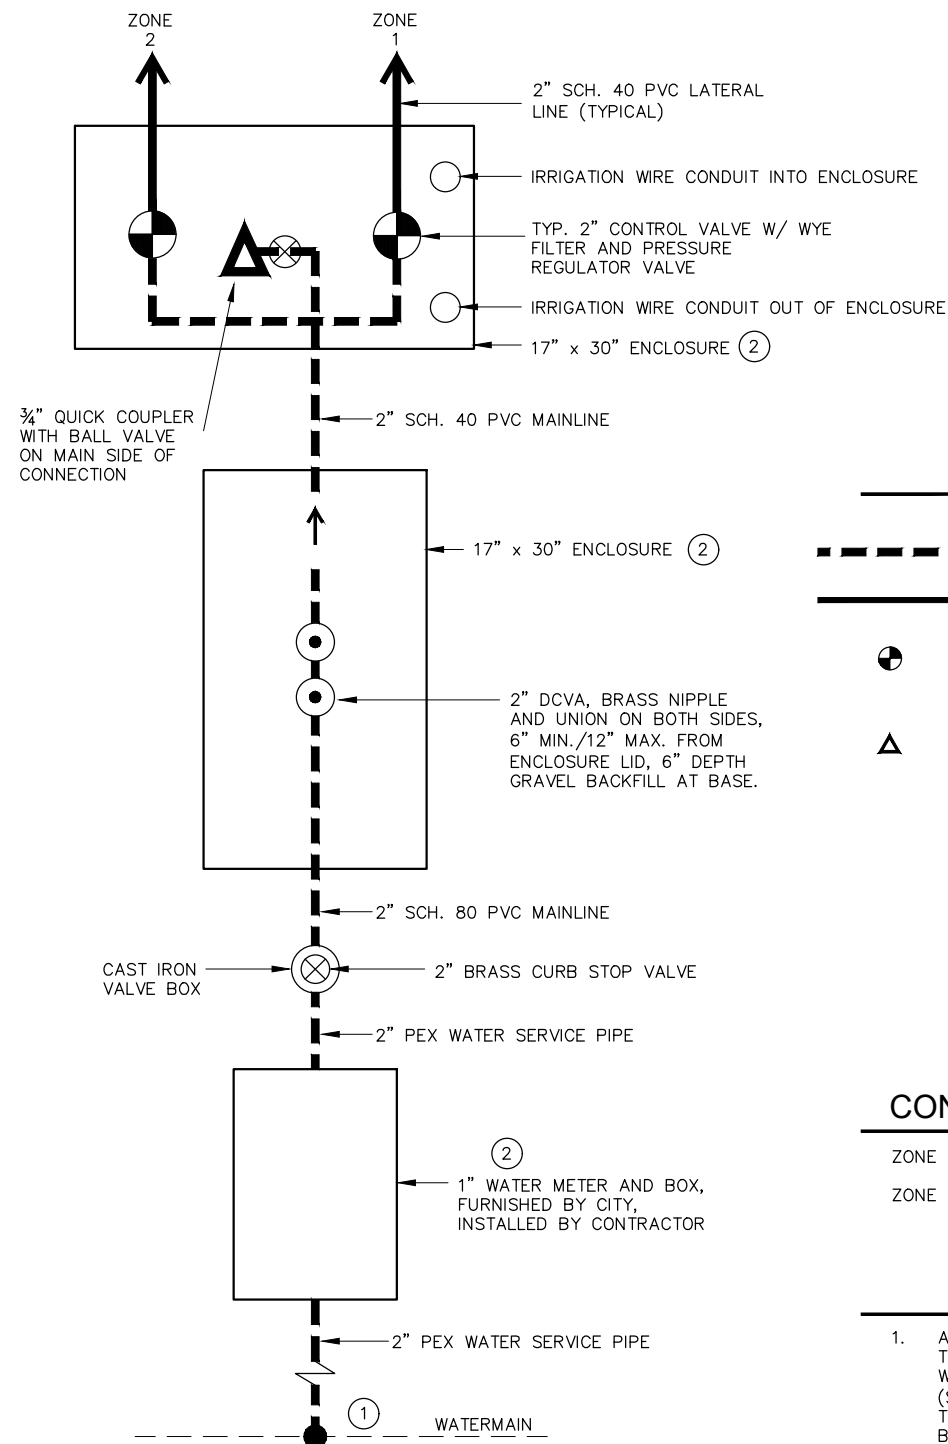 ZONE
2
ZONE
1
2” SCH. 40 PVC LATERAL
LINE (TYPICAL)
IRRIGATION WIRE CONDUIT INTO ENCLOSURE
TYP. 2” CONTROL VALVE W/ WYE
FILTER AND PRESSURE
REGULATOR VALVE
IRRIGATION WIRE CONDUIT OUT OF ENCLOSURE
17” x 30” ENCLOSURE 2
¾” QUICK COUPLER
WITH BALL VALVE
ON MAIN SIDE OF
CONNECTION
2” SCH. 40 PVC MAINLINE
17” x 30” ENCLOSURE 2
2” DCVA, BRASS NIPPLE
AND UNION ON BOTH SIDES,
6” MIN./12” MAX. FROM
ENCLOSURE LID, 6” DEPTH
GRAVEL BACKFILL AT BASE.
2” SCH. 80 PVC MAINLINE
CAST IRON
VALVE BOX
2” BRASS CURB STOP VALVE
2” PEX WATER SERVICE PIPE
CON
ZONE
ZONE
2
1” WATER METER AND BOX,
FURNISHED BY CITY,
INSTALLED BY CONTRACTOR
2” PEX WATER SERVICE PIPE
1
WATERMAIN
1. A
T
W
(S
T
B